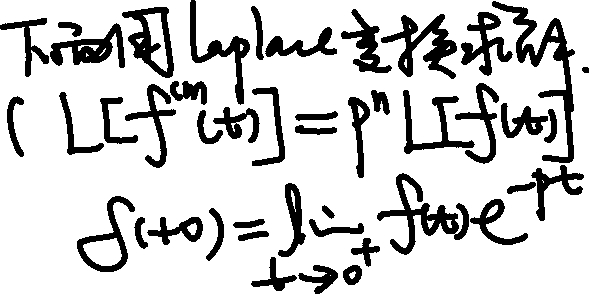 下面用Laplace变换求解.
( L[f^{(n)}(t)] = p^n L[f(t)]
f(+0) = lim_{t→0^+} f(t) e^{-pt}